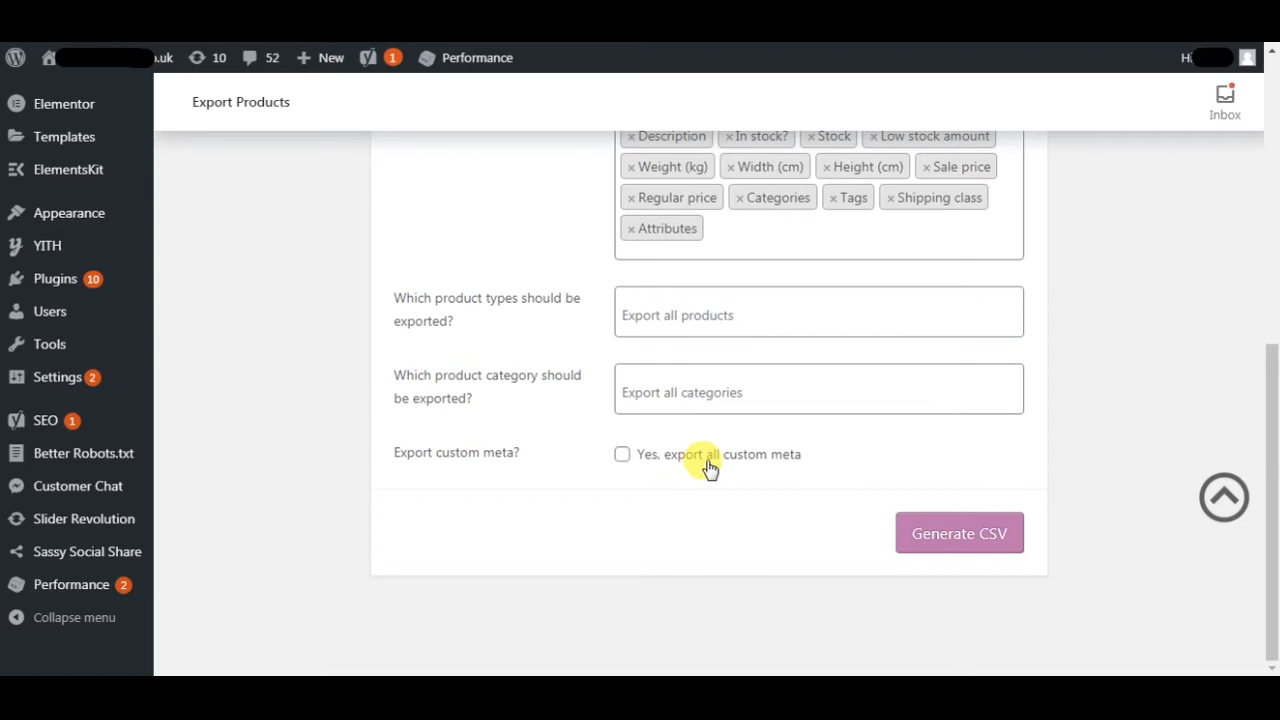 .uk
10
52
New
1
Performance
Hi
Elementor
Templates
ElementsKit
Appearance
YITH
Plugins 10
Users
Tools
Settings 2
SEO 1
Better Robots.txt
Customer Chat
Slider Revolution
Sassy Social Share
Performance 2
Collapse menu
Export Products
Inbox
× Description × In stock? × Stock × Low stock amount
× Weight (kg) × Width (cm) × Height (cm) × Sale price
× Regular price × Categories × Tags × Shipping class
× Attributes
Which product types should be
exported?
Export all products
Which product category should
be exported?
Export all categories
Export custom meta?
Yes, export all custom meta
Generate CSV